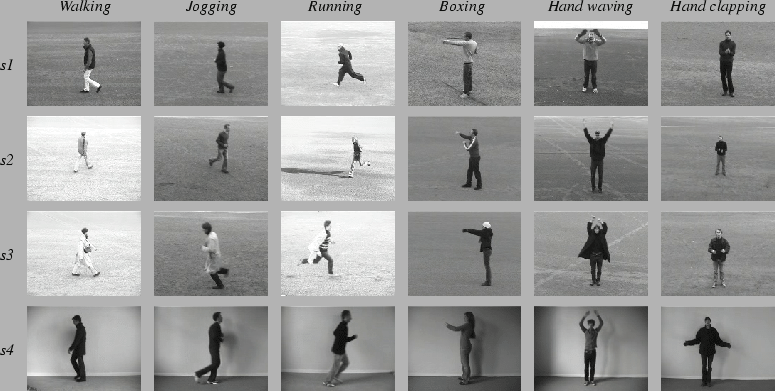 Walking Jogging Running Boxing Hand waving Hand clapping
s1
s2
s3
s4